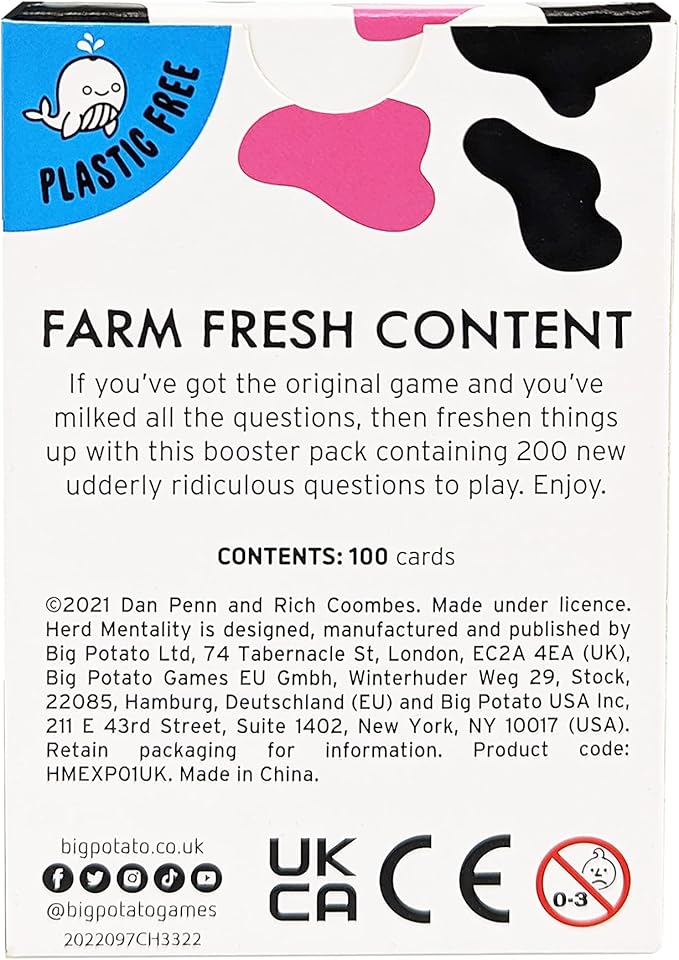 PLASTIC FREE
FARM FRESH CONTENT
If you've got the original game and you've
milked all the questions, then freshen things
up with this booster pack containing 200 new
udderly ridiculous questions to play. Enjoy.
CONTENTS: 100 cards
©2021 Dan Penn and Rich Coombes. Made under licence.
Herd Mentality is designed, manufactured and published by
Big Potato Ltd, 74 Tabernacle St, London, EC2A 4EA (UK),
Big Potato Games EU GmbH, Winterhuder Weg 29, Stock,
22085, Hamburg, Deutschland (EU) and Big Potato USA Inc,
211 E 43rd Street, Suite 1402, New York, NY 10017 (USA).
Retain packaging for information. Product code:
HMEXP01UK. Made in China.
bigpotato.co.uk
@bigpotatogames
2022097CH3322
UK
CA
CE
0-3